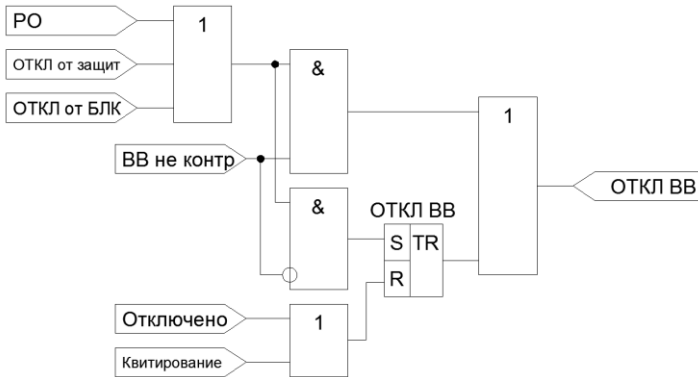 РО
1
ОТКЛ от защит
&
ОТКЛ от БЛК
1
ВВ не контр
ОТКЛ ВВ
&
ОТКЛ ВВ
S TR
R
Отключено
1
Квитирование